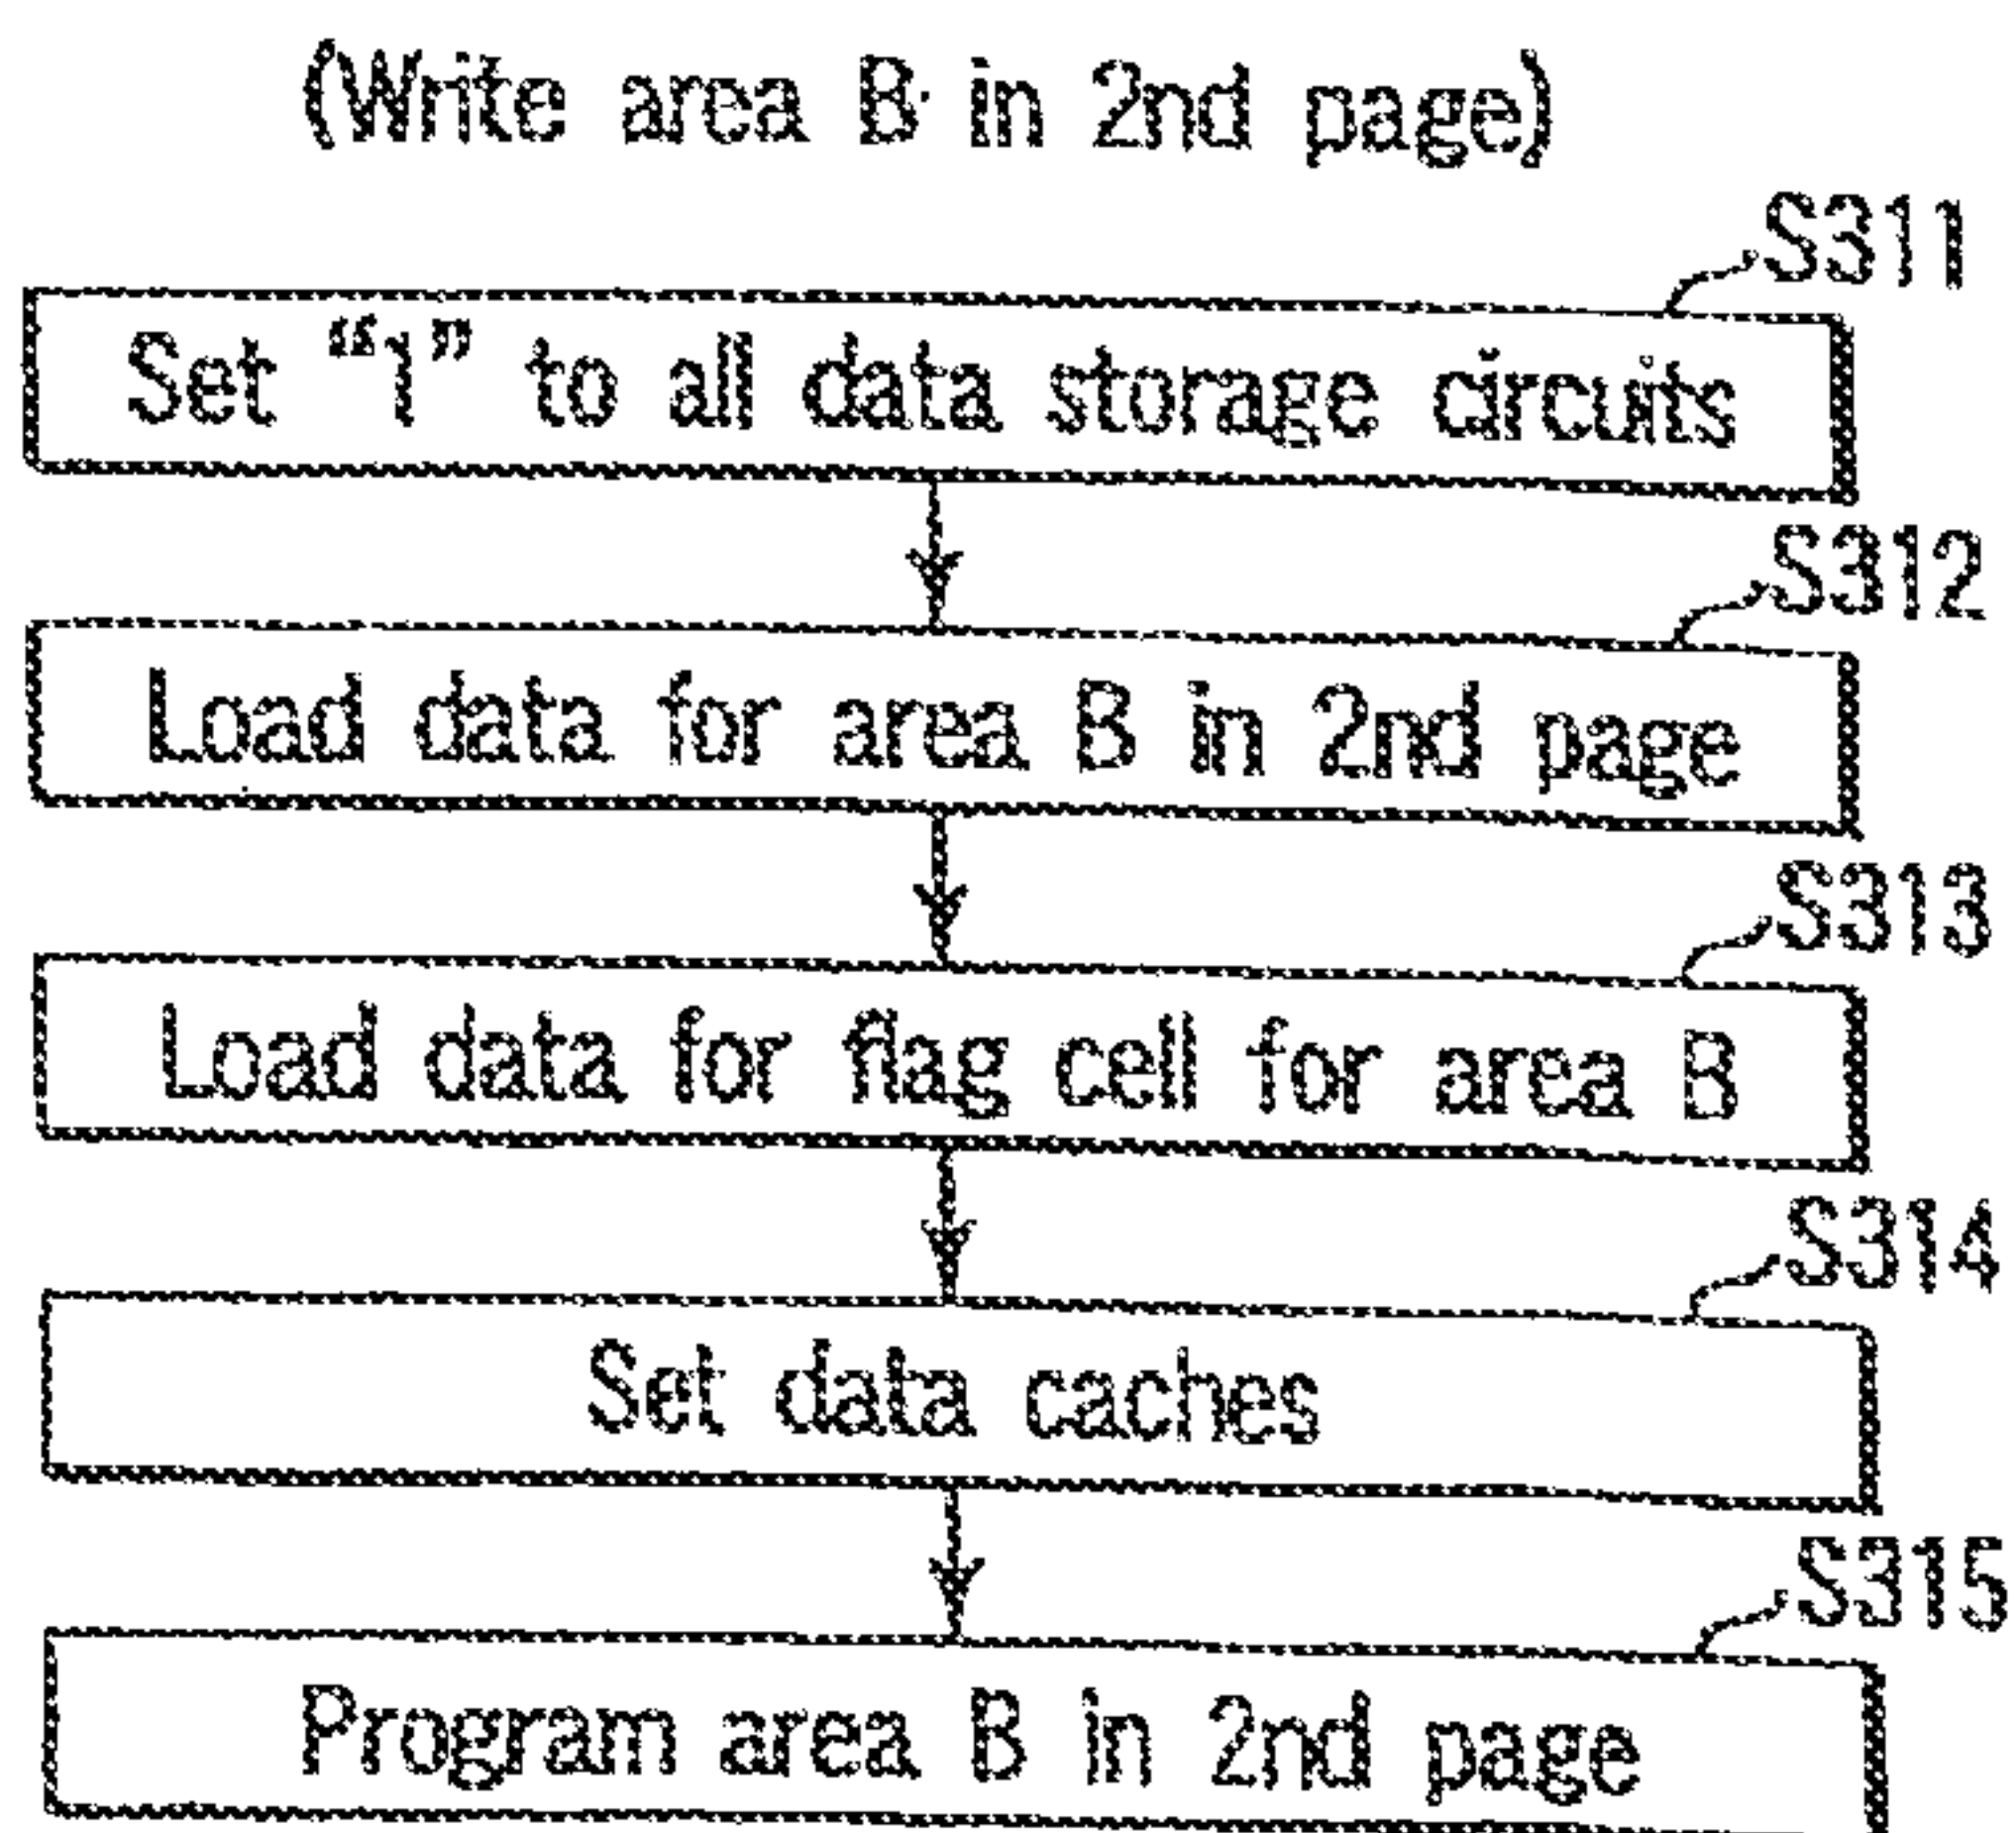 (Write area B in 2nd page)
S311
Set “1” to all data storage circuits
S312
Load data for area B in 2nd page
S313
Load data for flag cell for area B
S314
Set data caches
S315
Program area B in 2nd page